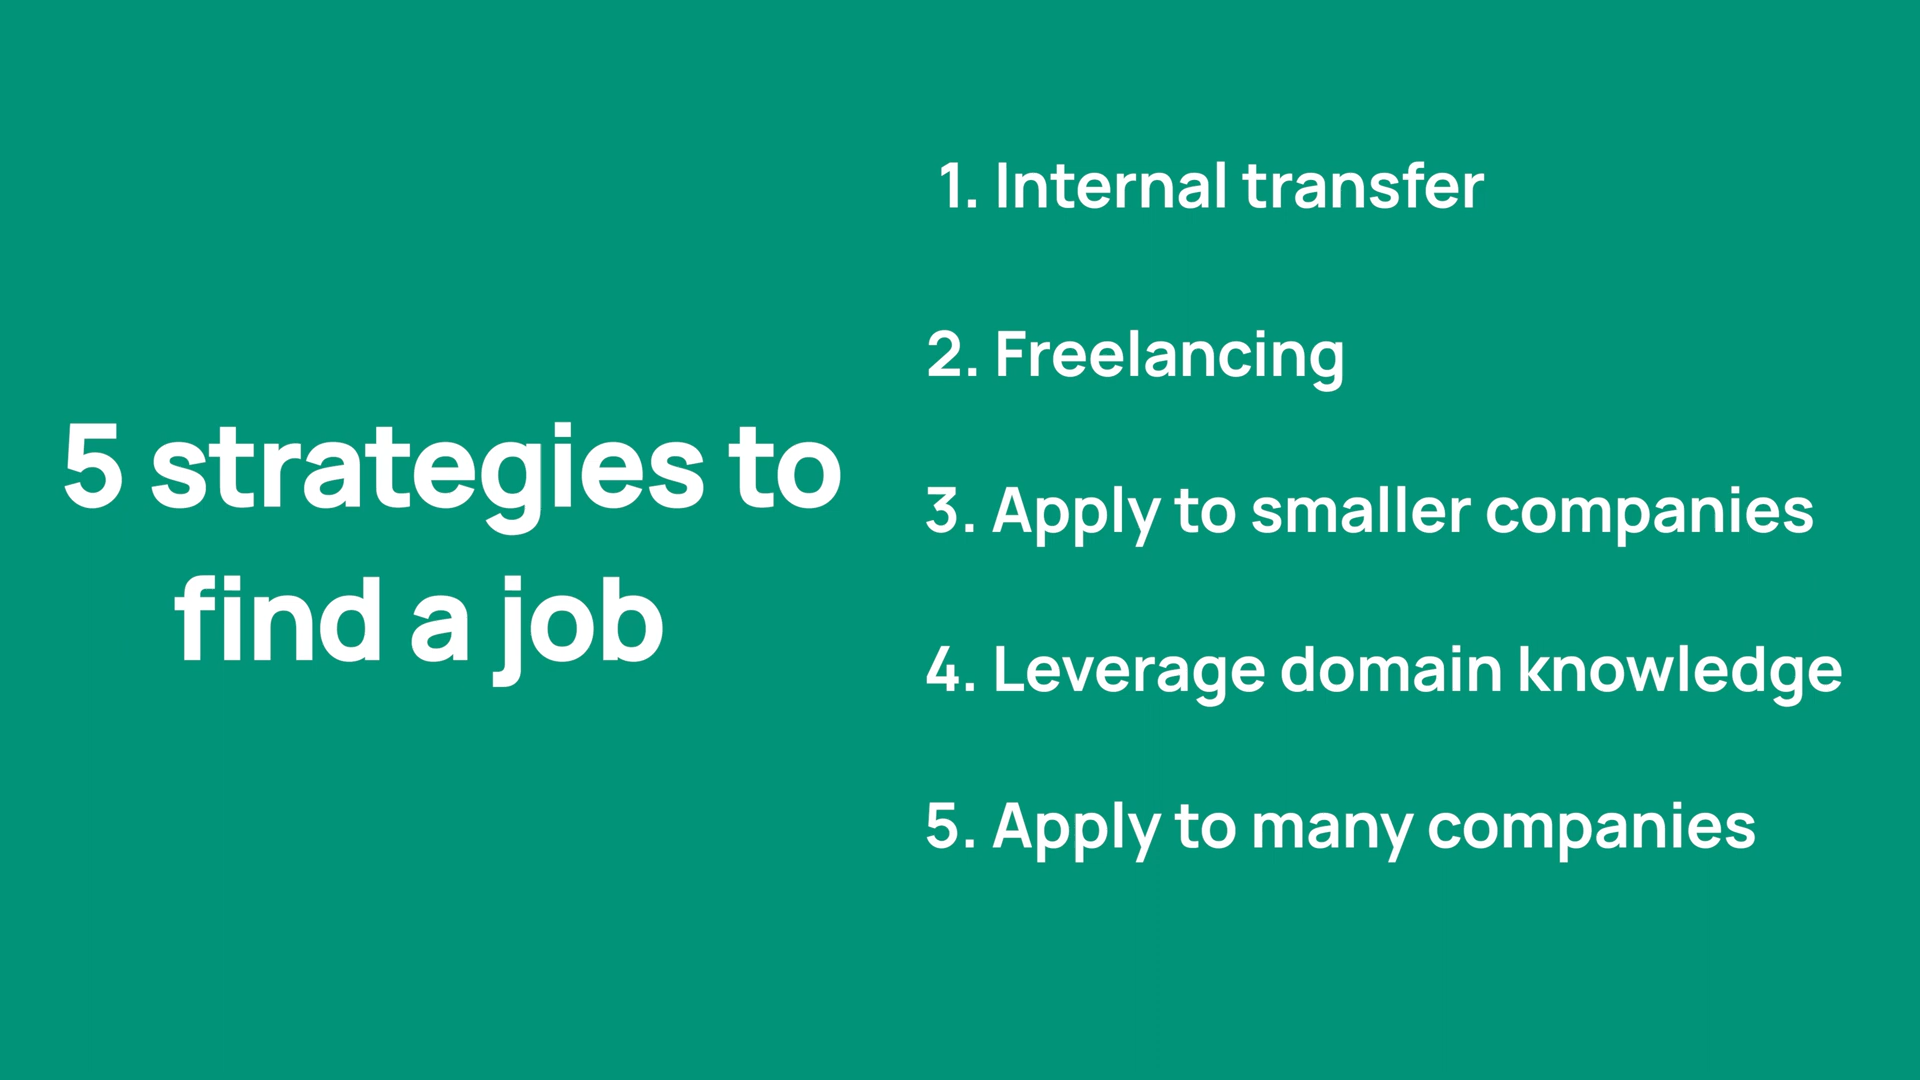 5 strategies to
find a job
1. Internal transfer
2. Freelancing
3. Apply to smaller companies
4. Leverage domain knowledge
5. Apply to many companies